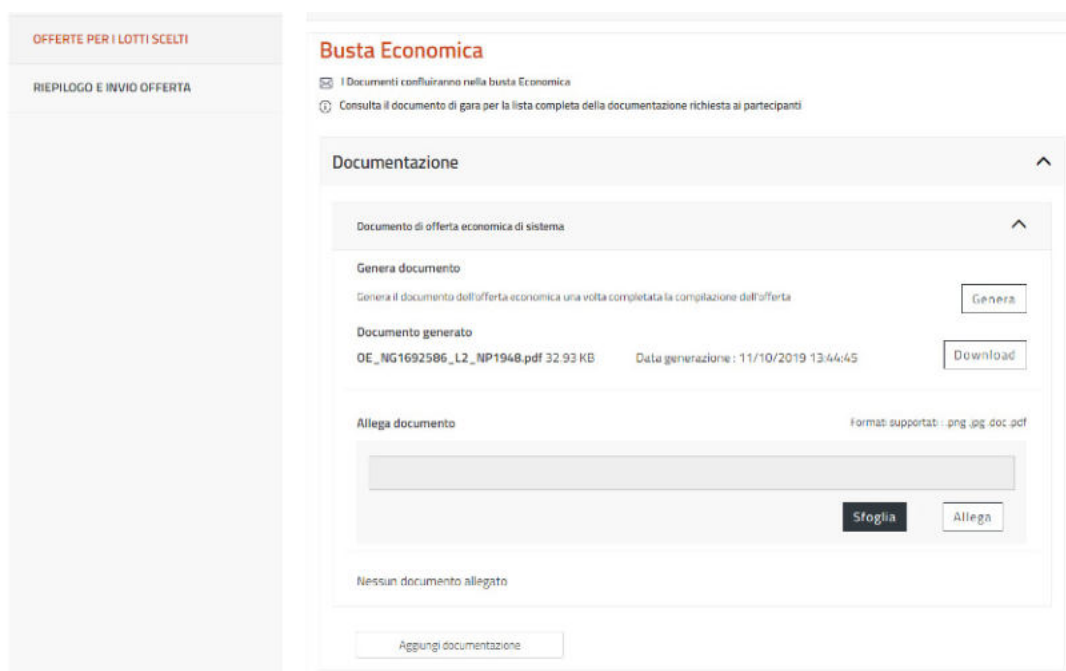 OFFERTE PER I LOTTI SCELTI
RIEPILOGO E INVIO OFFERTA
Busta Economica
I Documenti confluiranno nella busta Economica
Consulta il documento di gara per la lista completa della documentazione richiesta ai partecipanti
Documentazione
Documento di offerta economica di sistema
Genera documento
Genera il documento dell'offerta economica una volta completata la compilazione dell'offerta
Genera
Documento generato
OE_NG1692586_L2_NP1948.pdf 32.93 KB Data generazione : 11/10/2019 13:44:45
Download
Allega documento Formati supportati : .png .jpg .doc .pdf
Sfoglia Allega
Nessun documento allegato
Aggiungi documentazione